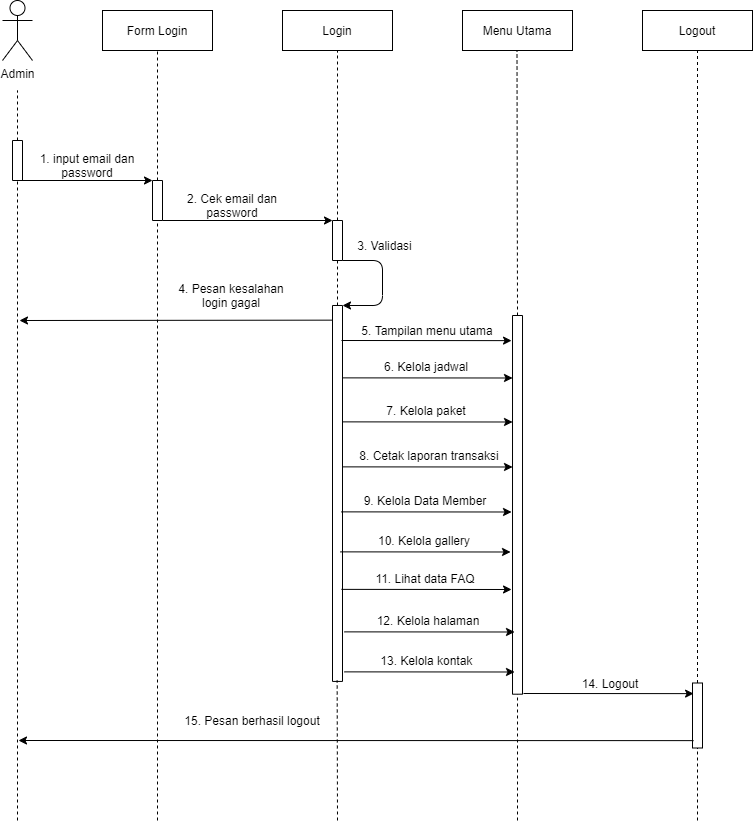 Form Login
Login
Menu Utama
Logout
Admin
1. input email dan
password
2. Cek email dan
password
3. Validasi
4. Pesan kesalahan
login gagal
5. Tampilan menu utama
6. Kelola jadwal
7. Kelola paket
8. Cetak laporan transaksi
9. Kelola Data Member
10. Kelola gallery
11. Lihat data FAQ
12. Kelola halaman
13. Kelola kontak
14. Logout
15. Pesan berhasil logout